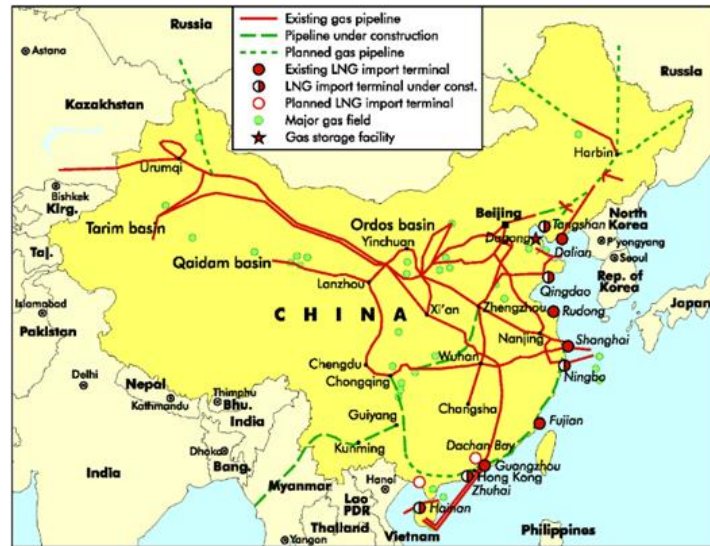 Existing gas pipeline
Pipeline under construction
Planned gas pipeline
Existing LNG import terminal
LNG import terminal under const.
Planned LNG import terminal
Major gas field
Gas storage facility
Russia
Astana
Kazakhstan
Russia
Harbin
Urumqi
Bishkek
Kirg.
Tarim basin
Taj.
Ordos basin
Yinchuan
Beijing
Tangshan
North
Korea
P'yongyang
Dagang
Dalian
Seoul
Rep. of
Korea
Qaidam basin
Lanzhou
Qingdao
Islamabad
Pakistan
CHINA
Xi'an
Zhengzhou
Rudong
Japan
Nanjing
Shanghai
Chengdu
Chongqing
Wuhan
Ningbo
Delhi
Nepal
Kathmandu
Thimphu
Bhu.
India
Changsha
Guiyang
Fujian
Dhaka
Bang.
Kunming
India
Myanmar
Dachan Bay
Guangzhou
Hong Kong
Zhuhai
Hanoi
Lao
PDR
Hainan
Thailand
Yangon
Vietnam
Philippines